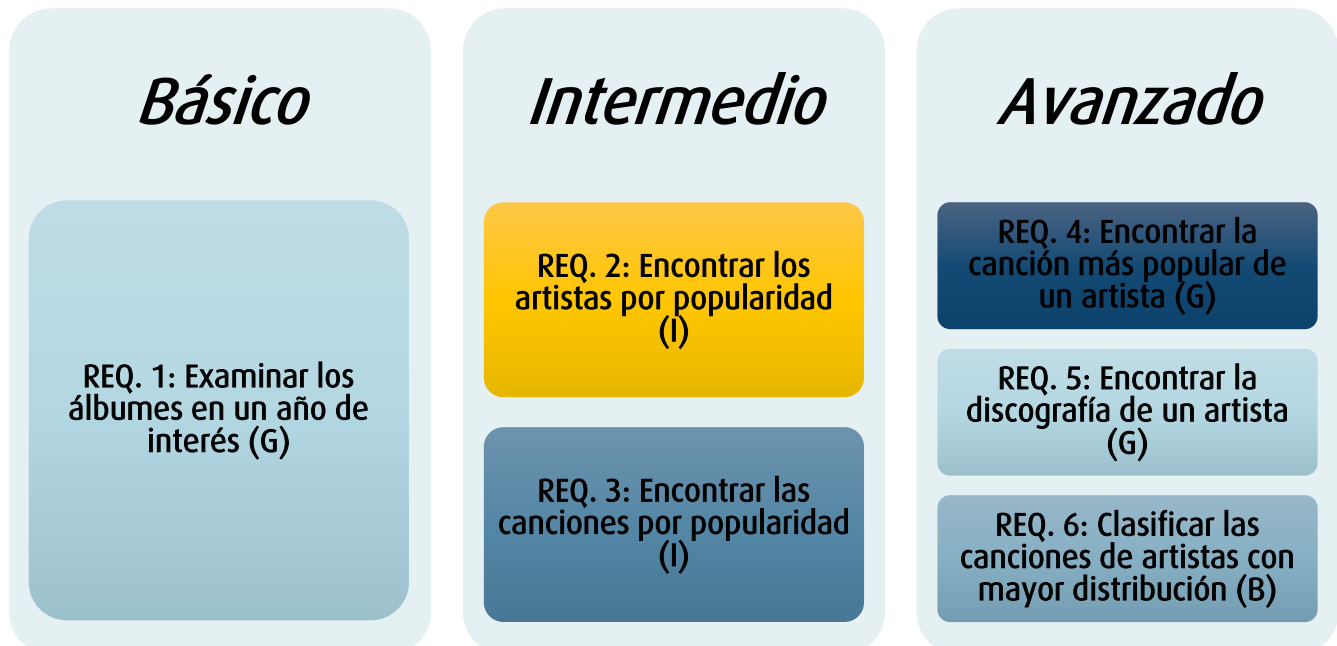 Básico
REQ. 1: Examinar los
álbumes en un año de
interés (G)
Intermedio
REQ. 2: Encontrar los
artistas por popularidad
(I)
REQ. 3: Encontrar las
canciones por popularidad
(I)
Avanzado
REQ. 4: Encontrar la
canción más popular de
un artista (G)
REQ. 5: Encontrar la
discografía de un artista
(G)
REQ. 6: Clasificar las
canciones de artistas con
mayor distribución (B)